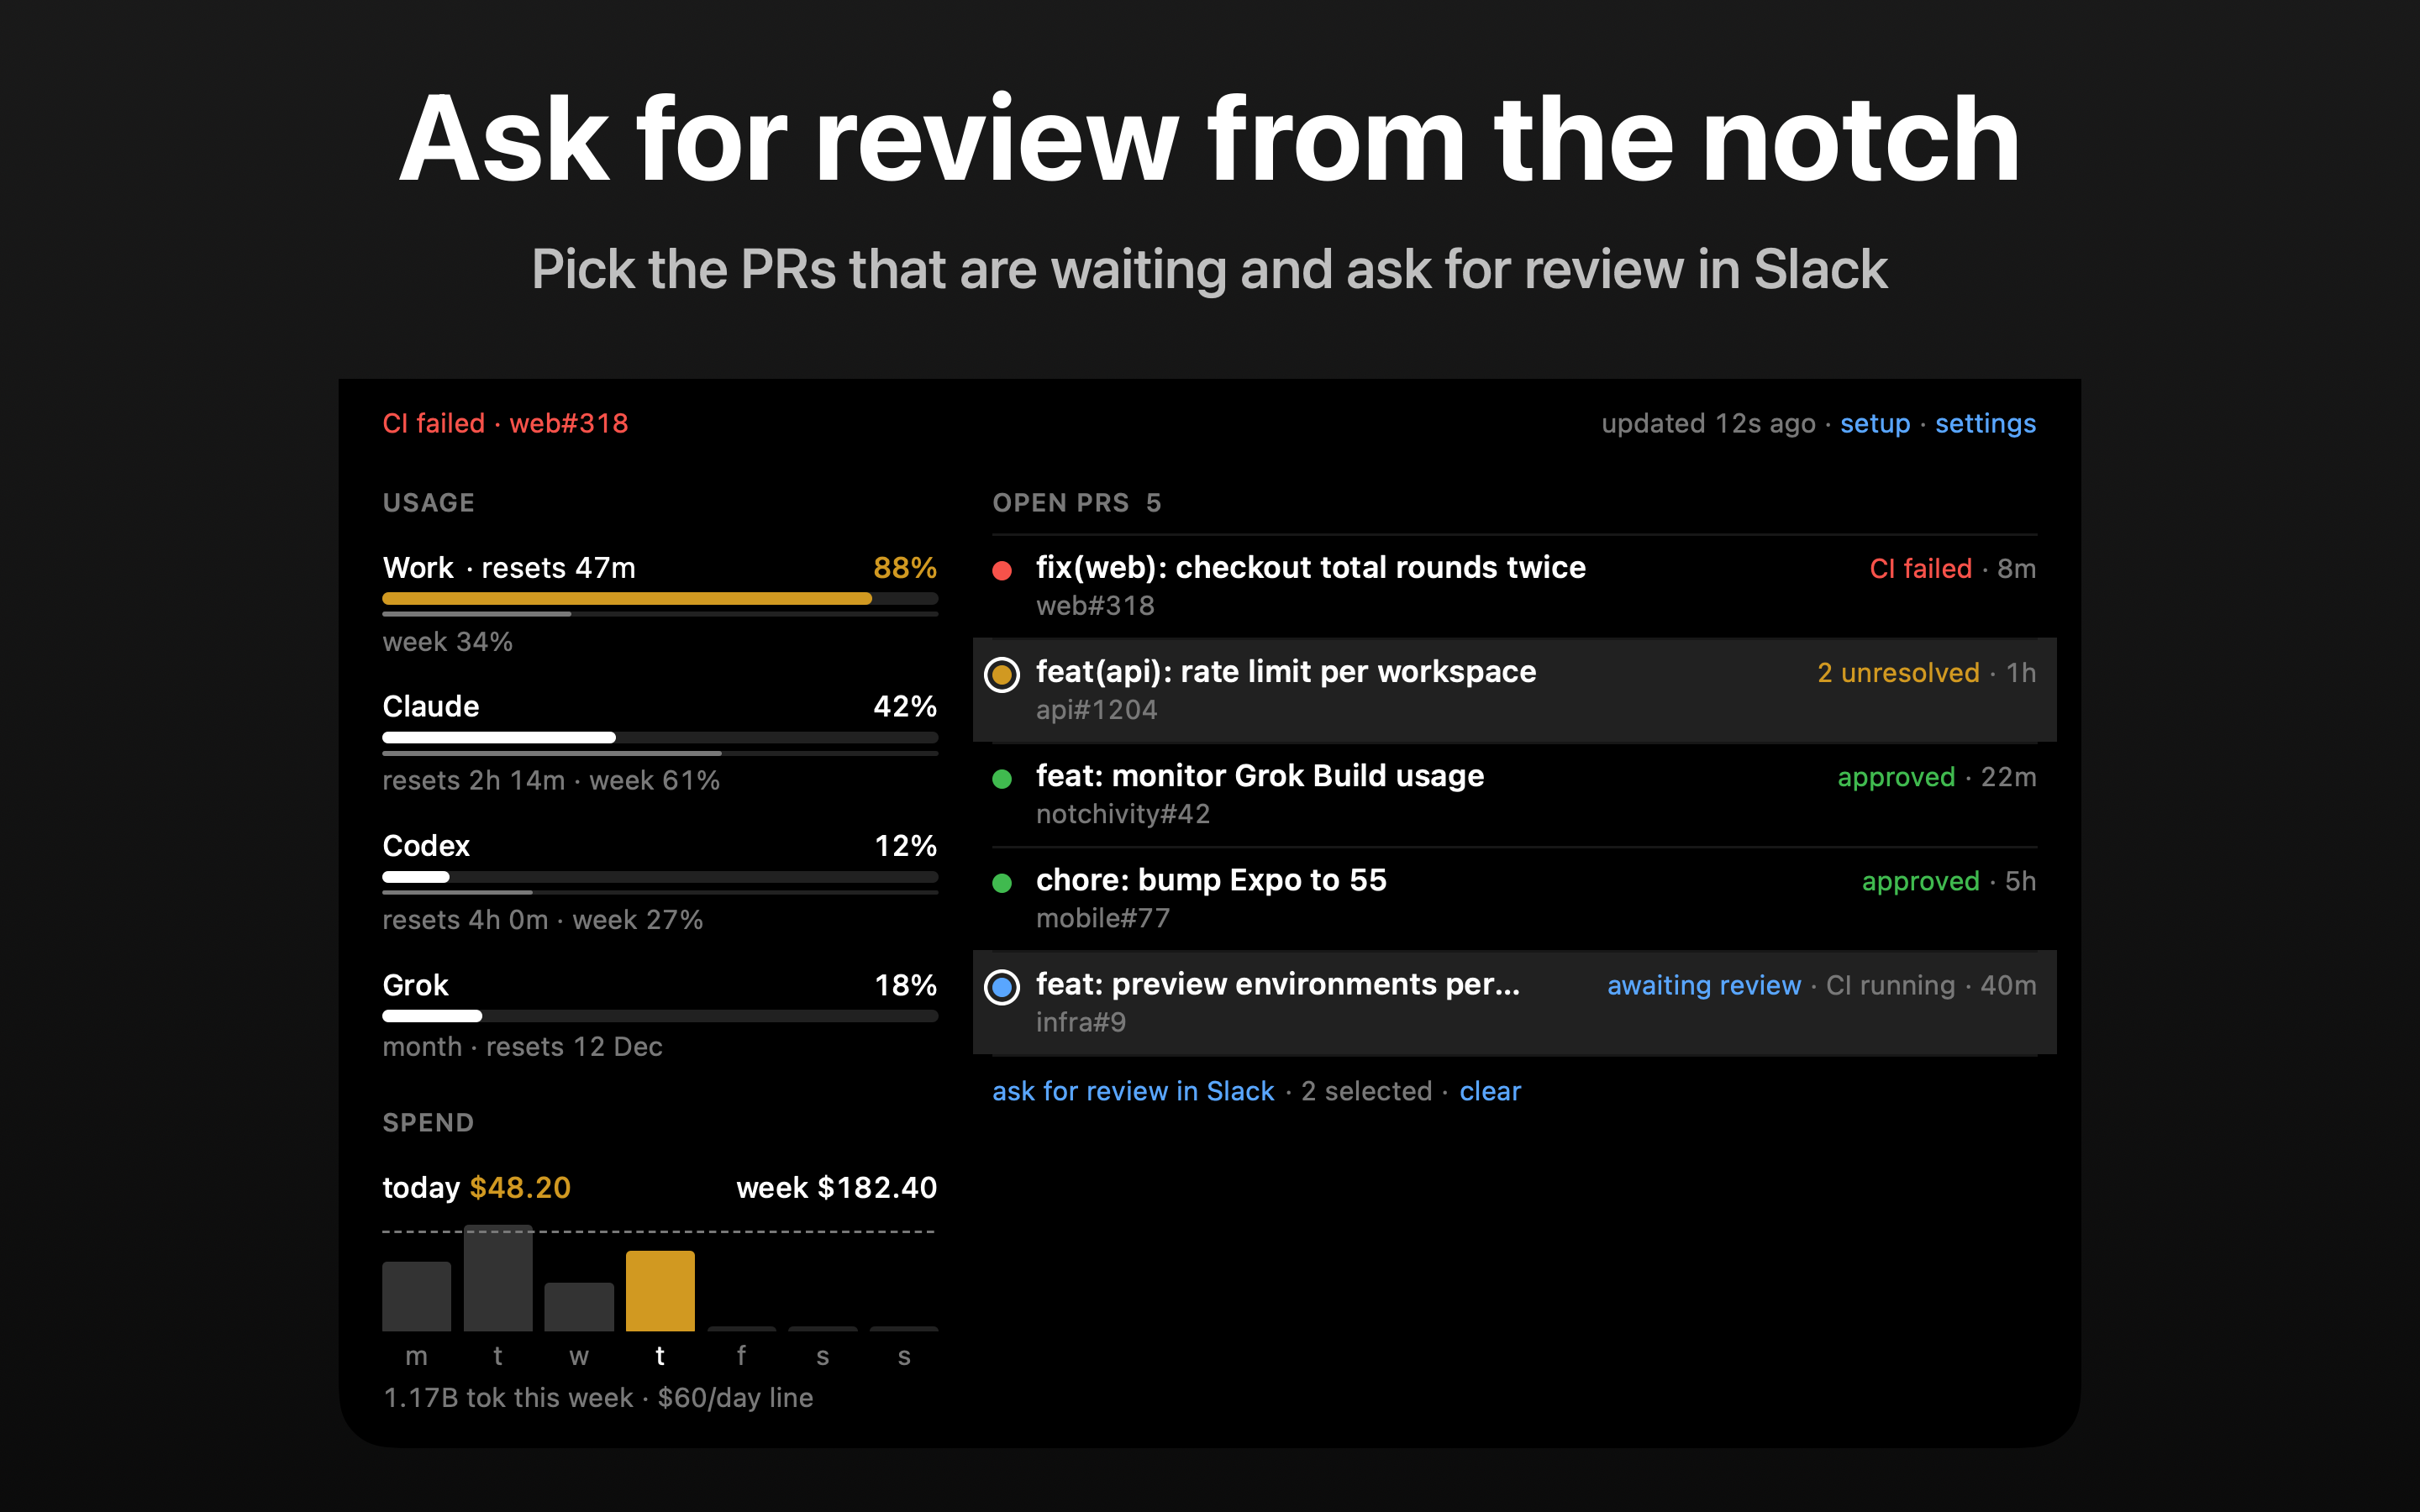 Ask for review from the notch
Pick the PRs that are waiting and ask for review in Slack
CI failed · web#318
updated 12s ago · setup · settings
USAGE
Work · resets 47m 88%
week 34%
Claude 42%
resets 2h 14m · week 61%
Codex 12%
resets 4h 0m · week 27%
Grok 18%
month · resets 12 Dec
SPEND
today $48.20 week $182.40
m t w t f s s
1.17B tok this week · $60/day line
OPEN PRS 5
fix(web): checkout total rounds twice CI failed · 8m
web#318
feat(api): rate limit per workspace 2 unresolved · 1h
api#1204
feat: monitor Grok Build usage approved · 22m
notchivity#42
chore: bump Expo to 55 approved · 5h
mobile#77
feat: preview environments per... awaiting review · CI running · 40m
infra#9
ask for review in Slack · 2 selected · clear